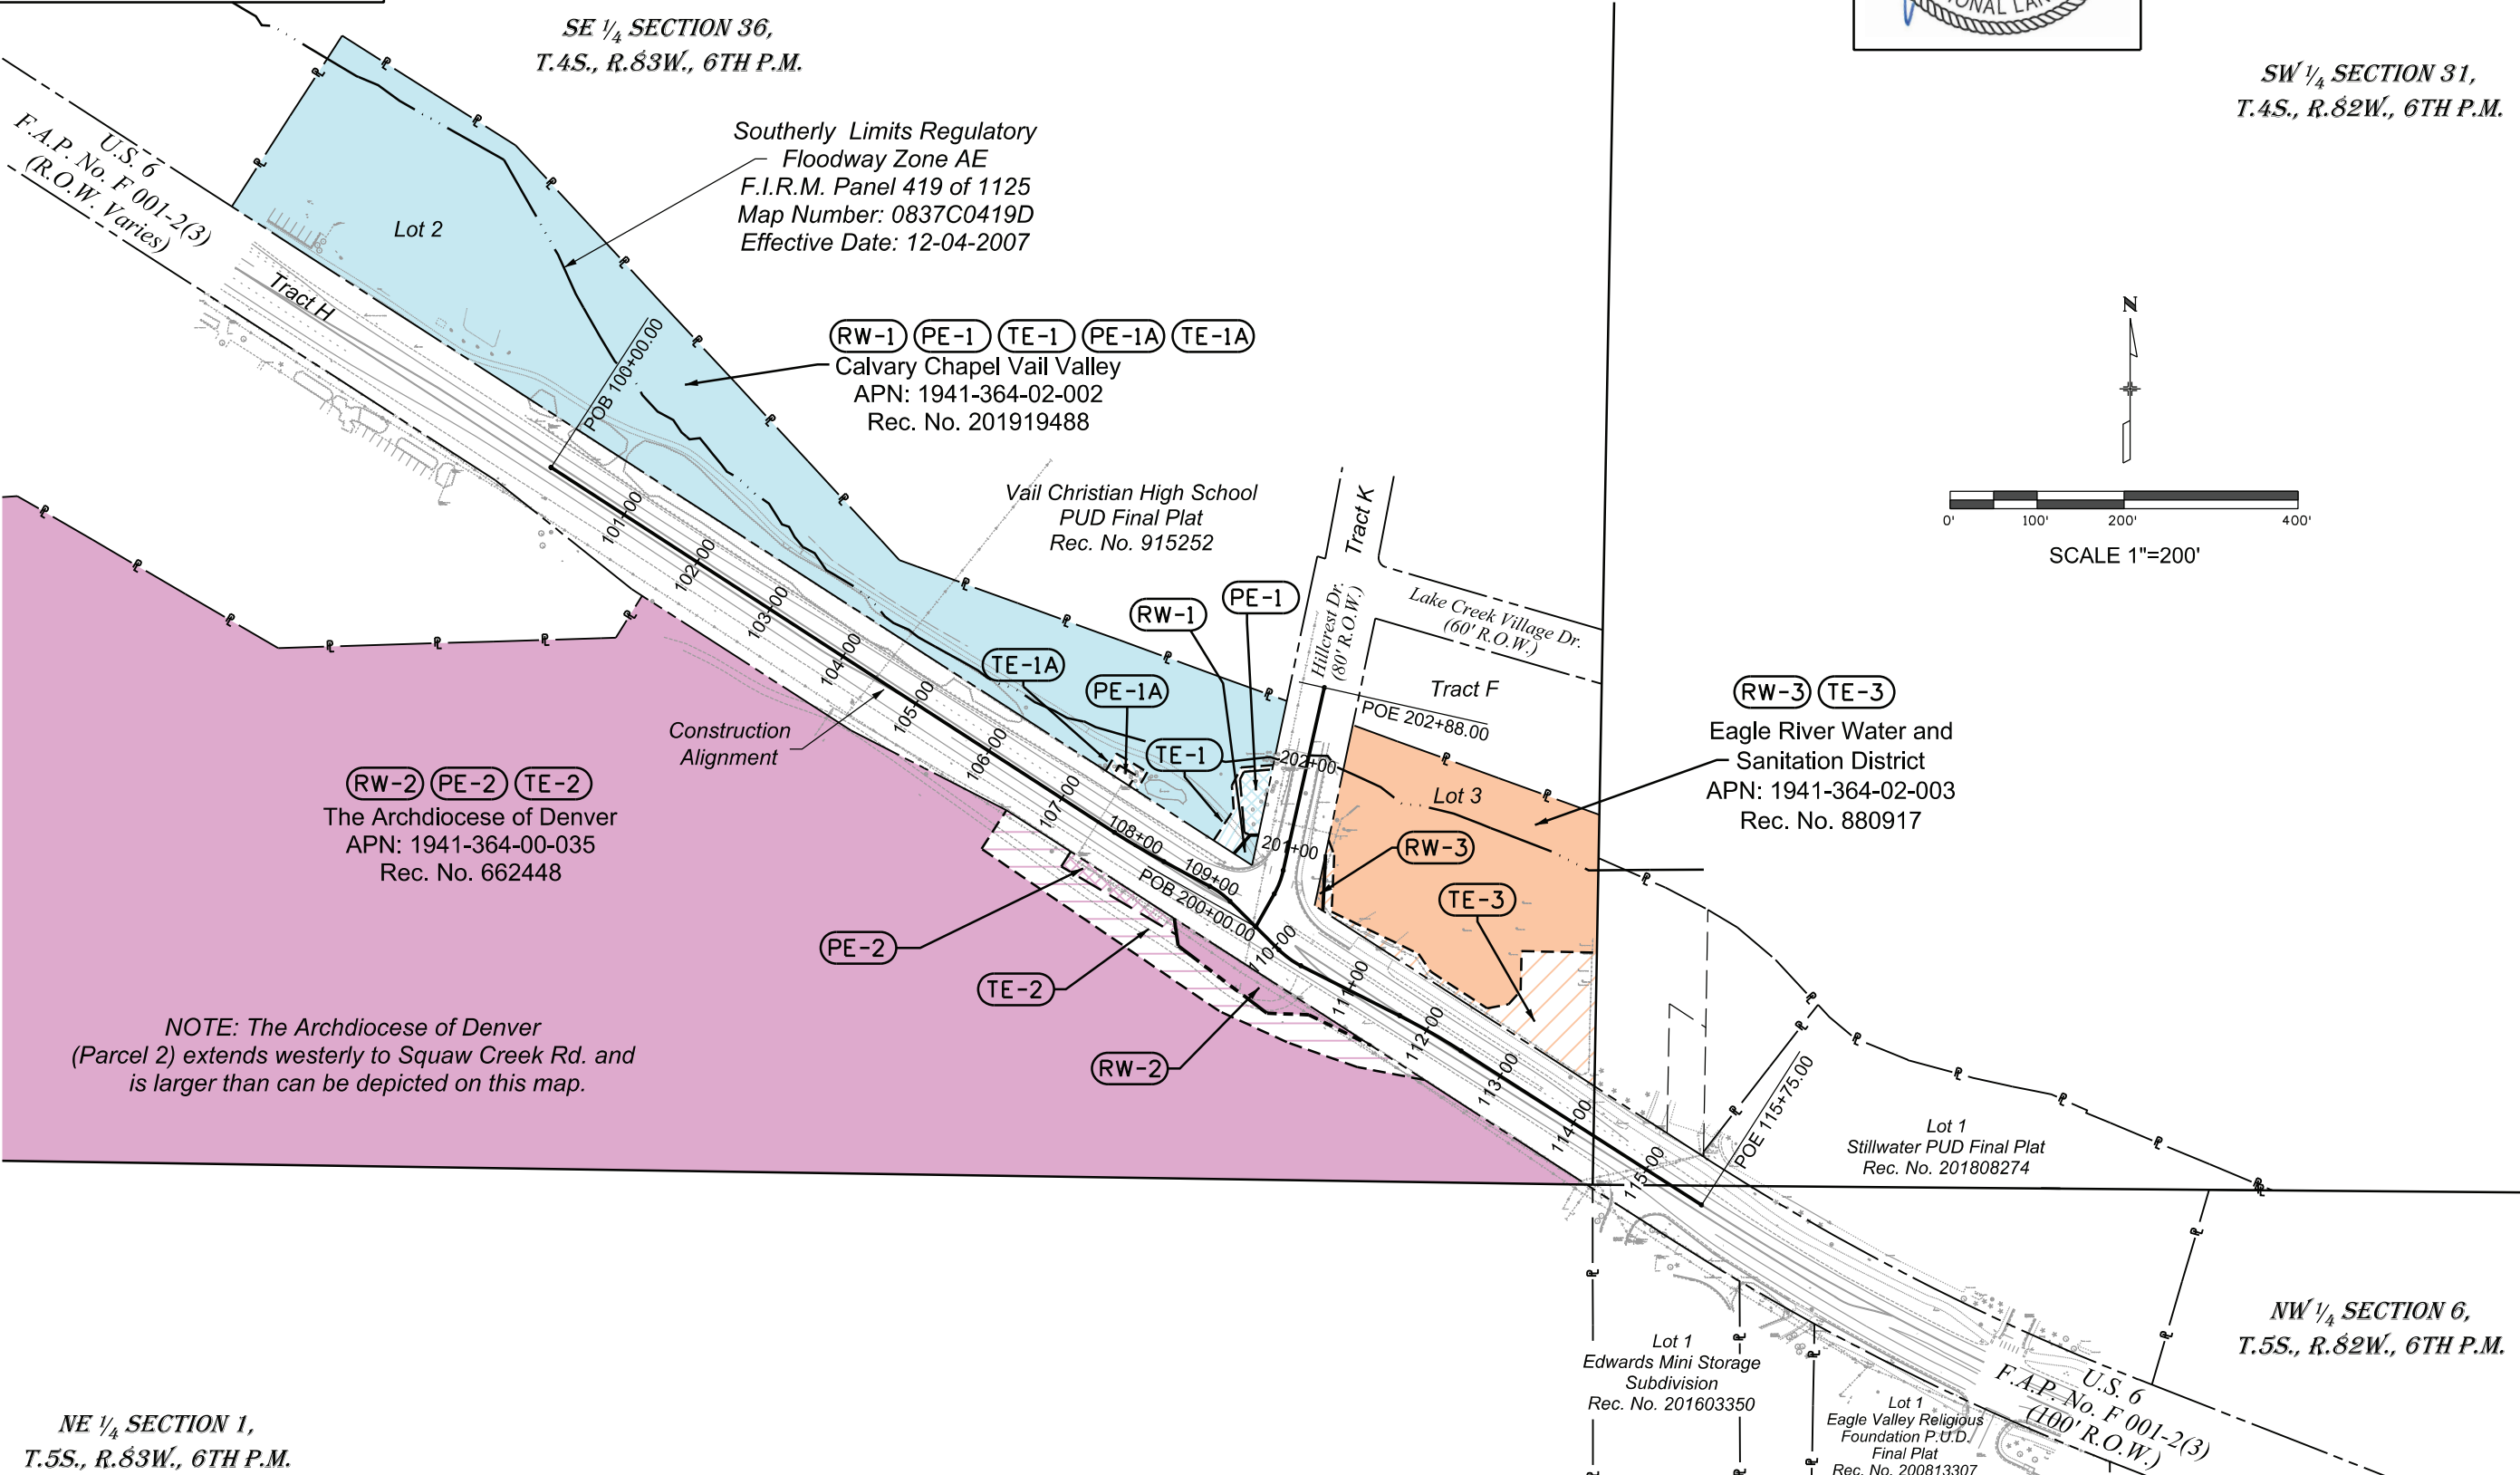 IONAL LAN
SE 1/4 SECTION 36,
T.4S., R.83W., 6TH P.M.
SW 1/4 SECTION 31,
T.4S., R.82W., 6TH P.M.
U.S. 6
F.A.P. No. F 001-2(3)
(R.O.W. Varies)
Southerly Limits Regulatory
Floodway Zone AE
F.I.R.M. Panel 419 of 1125
Map Number: 0837C0419D
Effective Date: 12-04-2007
Lot 2
Tract H
POB 100+00.00
RW-1 PE-1 TE-1 PE-1A TE-1A
Calvary Chapel Vail Valley
APN: 1941-364-02-002
Rec. No. 201919488
N
0' 100' 200' 400'
SCALE 1"=200'
Vail Christian High School
PUD Final Plat
Rec. No. 915252
Tract K
Hillcrest Dr.
(80' R.O.W.)
Lake Creek Village Dr.
(60' R.O.W.)
Tract F
POE 202+88.00
RW-1
PE-1
TE-1A
PE-1A
TE-1
101+00
102+00
103+00
104+00
105+00
106+00
107+00
108+00
109+00
110+00
111+00
112+00
113+00
114+00
115+00
202+00
201+00
POB 200+00.00
Construction
Alignment
RW-3 TE-3
Eagle River Water and
Sanitation District
APN: 1941-364-02-003
Rec. No. 880917
Lot 3
RW-3
TE-3
RW-2 PE-2 TE-2
The Archdiocese of Denver
APN: 1941-364-00-035
Rec. No. 662448
PE-2
TE-2
RW-2
NOTE: The Archdiocese of Denver
(Parcel 2) extends westerly to Squaw Creek Rd. and
is larger than can be depicted on this map.
POE 115+75.00
Lot 1
Stillwater PUD Final Plat
Rec. No. 201808274
Lot 1
Edwards Mini Storage
Subdivision
Rec. No. 201603350
Lot 1
Eagle Valley Religious
Foundation P.U.D.
Final Plat
Rec. No. 200813307
U.S. 6
F.A.P. No. F 001-2(3)
(100' R.O.W.)
NW 1/4 SECTION 6,
T.5S., R.82W., 6TH P.M.
NE 1/4 SECTION 1,
T.5S., R.83W., 6TH P.M.